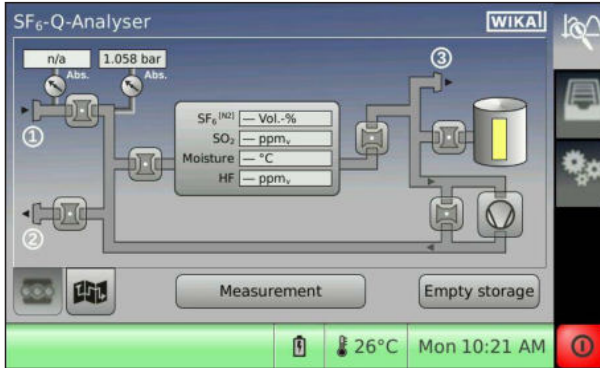 SF₆-Q-Analyser
WIKA
n/a
1.058 bar
Abs.
Abs.
1
3
SF₆ [N2] — Vol.-%
SO₂ — ppmᵥ
Moisture — °C
HF — ppmᵥ
2
Measurement
Empty storage
26°C
Mon 10:21 AM